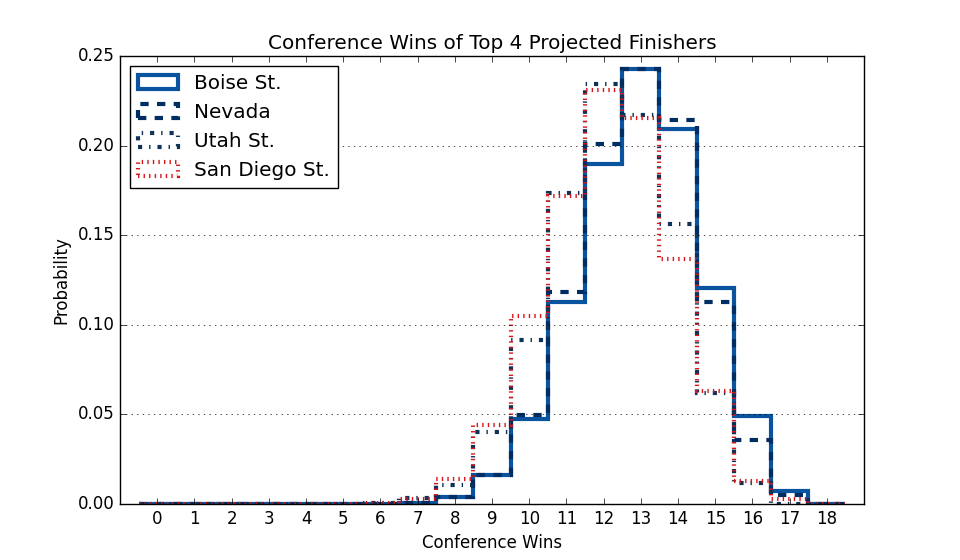 Conference Wins of Top 4 Projected Finishers
0.25
0.20
0.15
0.10
0.05
0.00
Probability
Boise St.
Nevada
Utah St.
San Diego St.
0 1 2 3 4 5 6 7 8 9 10 11 12 13 14 15 16 17 18
Conference Wins